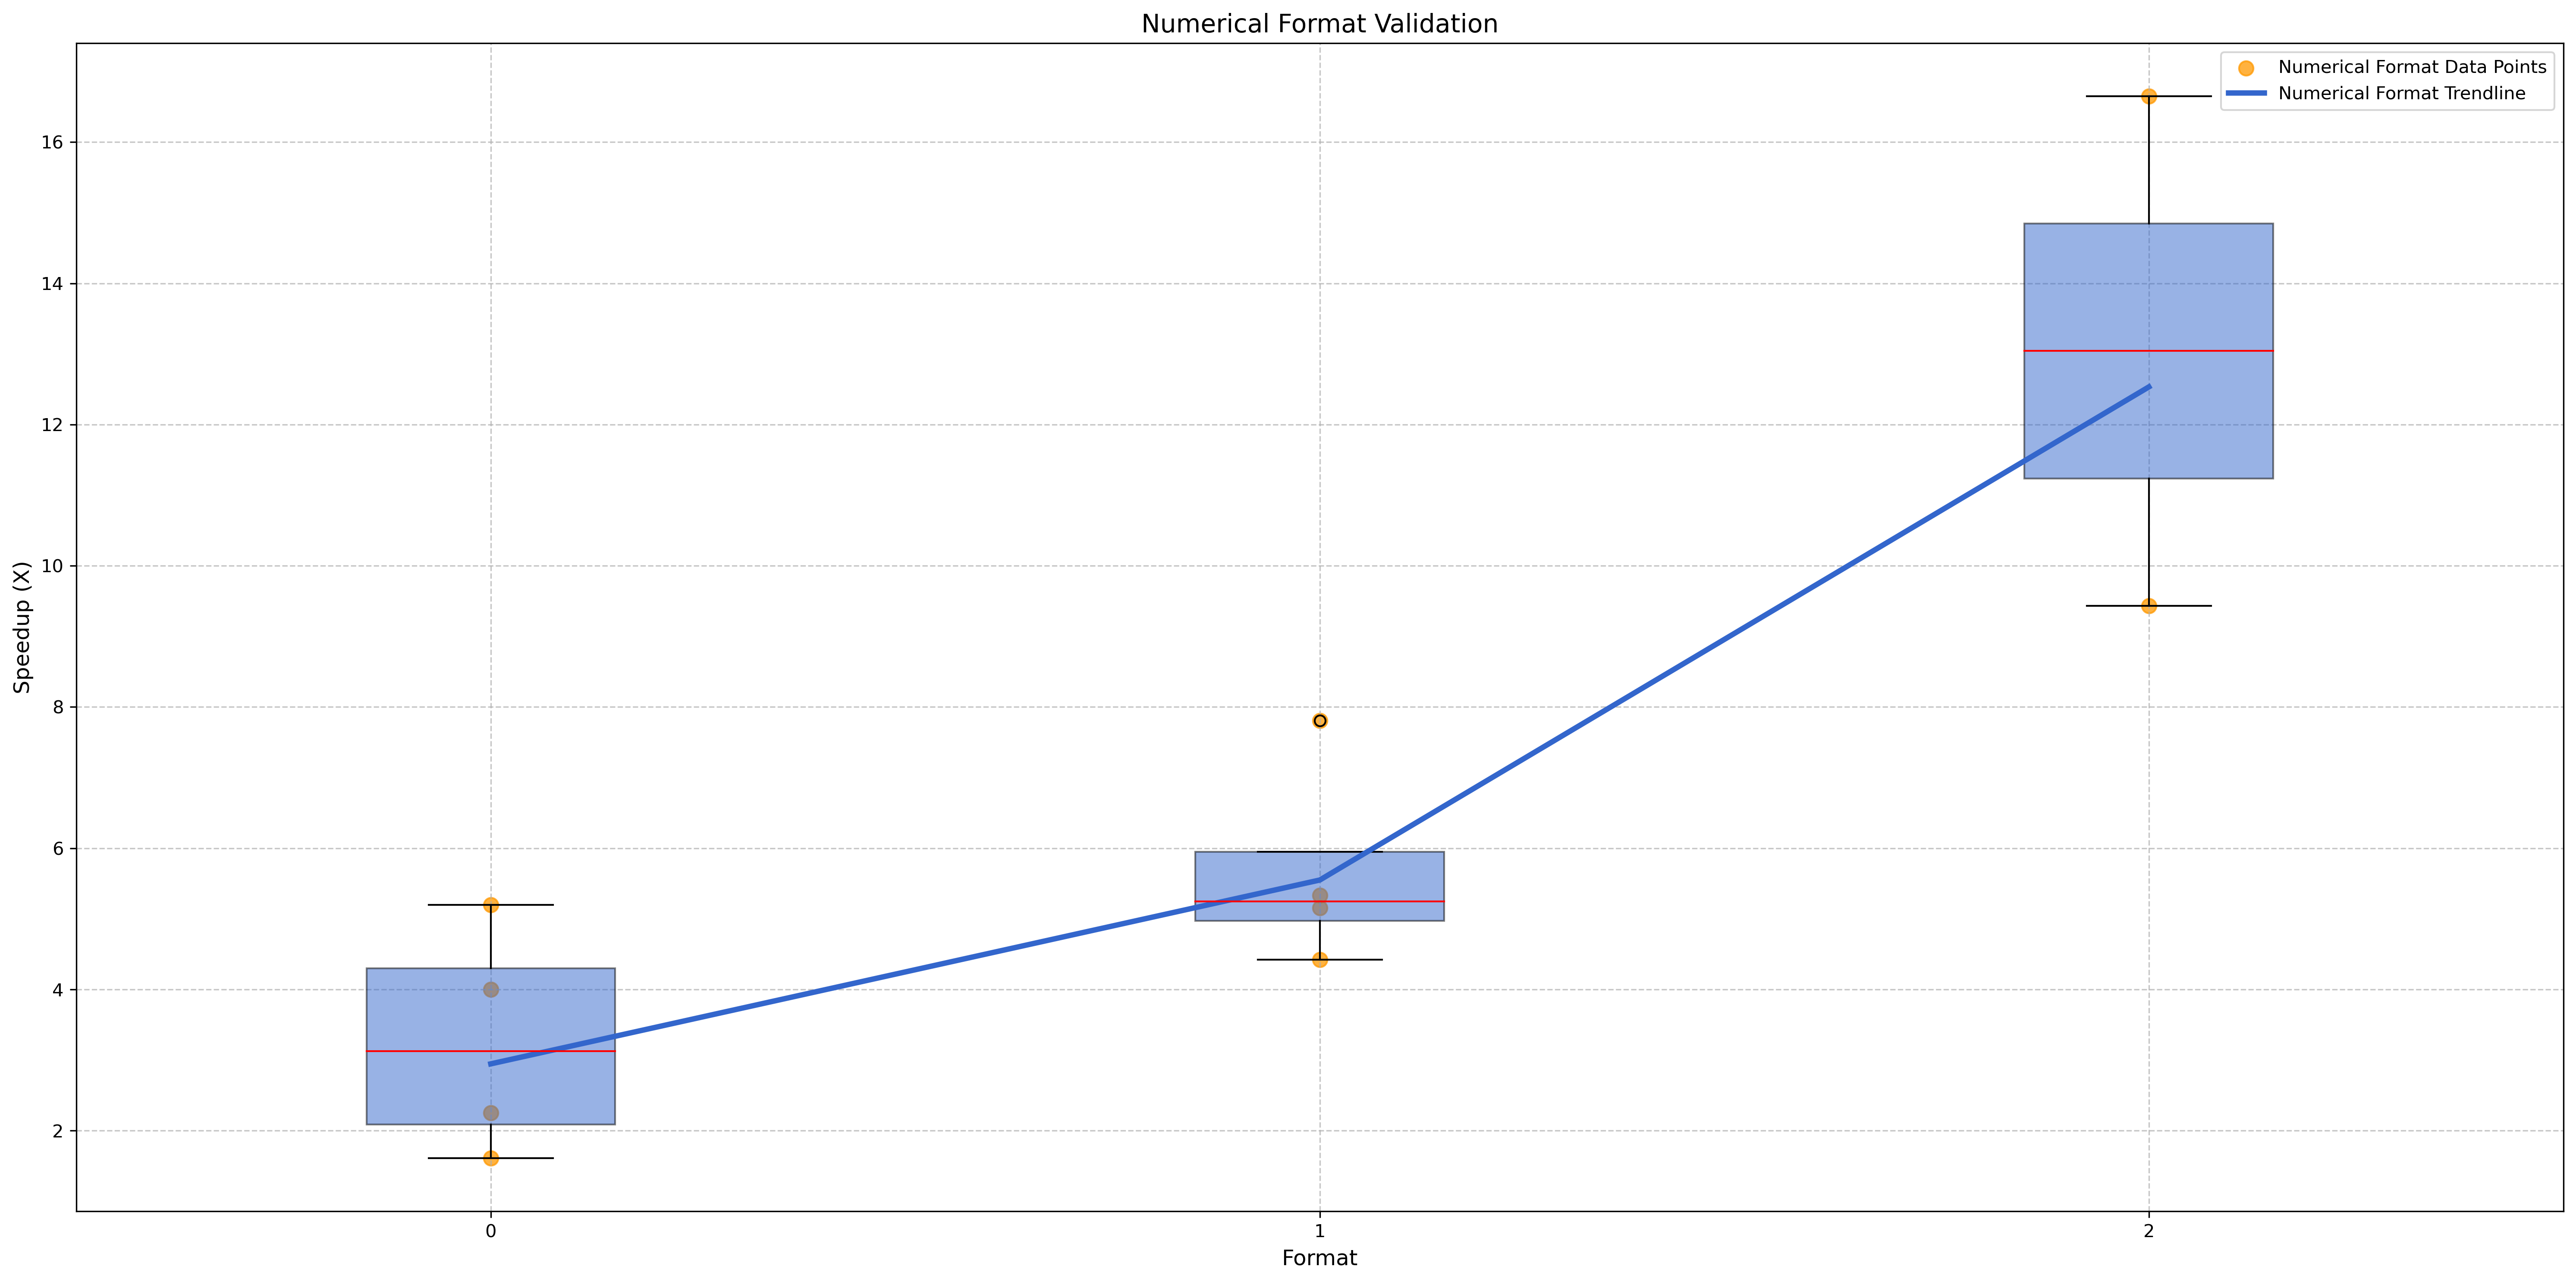 Numerical Format Validation
Numerical Format Data Points
Numerical Format Trendline
Speedup (X)
16
14
12
10
8
6
4
2
0
1
2
Format